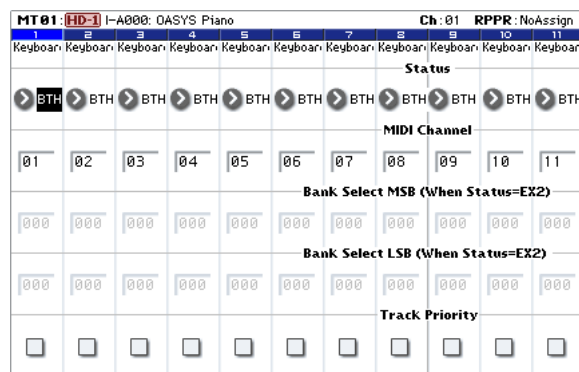 MT01: HD-1 I-A000: OASYS Piano Ch:01 RPPR:NoAssign
1 2 3 4 5 6 7 8 9 10 11
Keyboar Keyboar Keyboar Keyboar Keyboar Keyboar Keyboar Keyboar Keyboar Keyboar Keyboar
Status
BTH BTH BTH BTH BTH BTH BTH BTH BTH BTH BTH
MIDI Channel
01 02 03 04 05 06 07 08 09 10 11
Bank Select MSB (When Status=EX2)
000 000 000 000 000 000 000 000 000 000 000
Bank Select LSB (When Status=EX2)
000 000 000 000 000 000 000 000 000 000 000
Track Priority